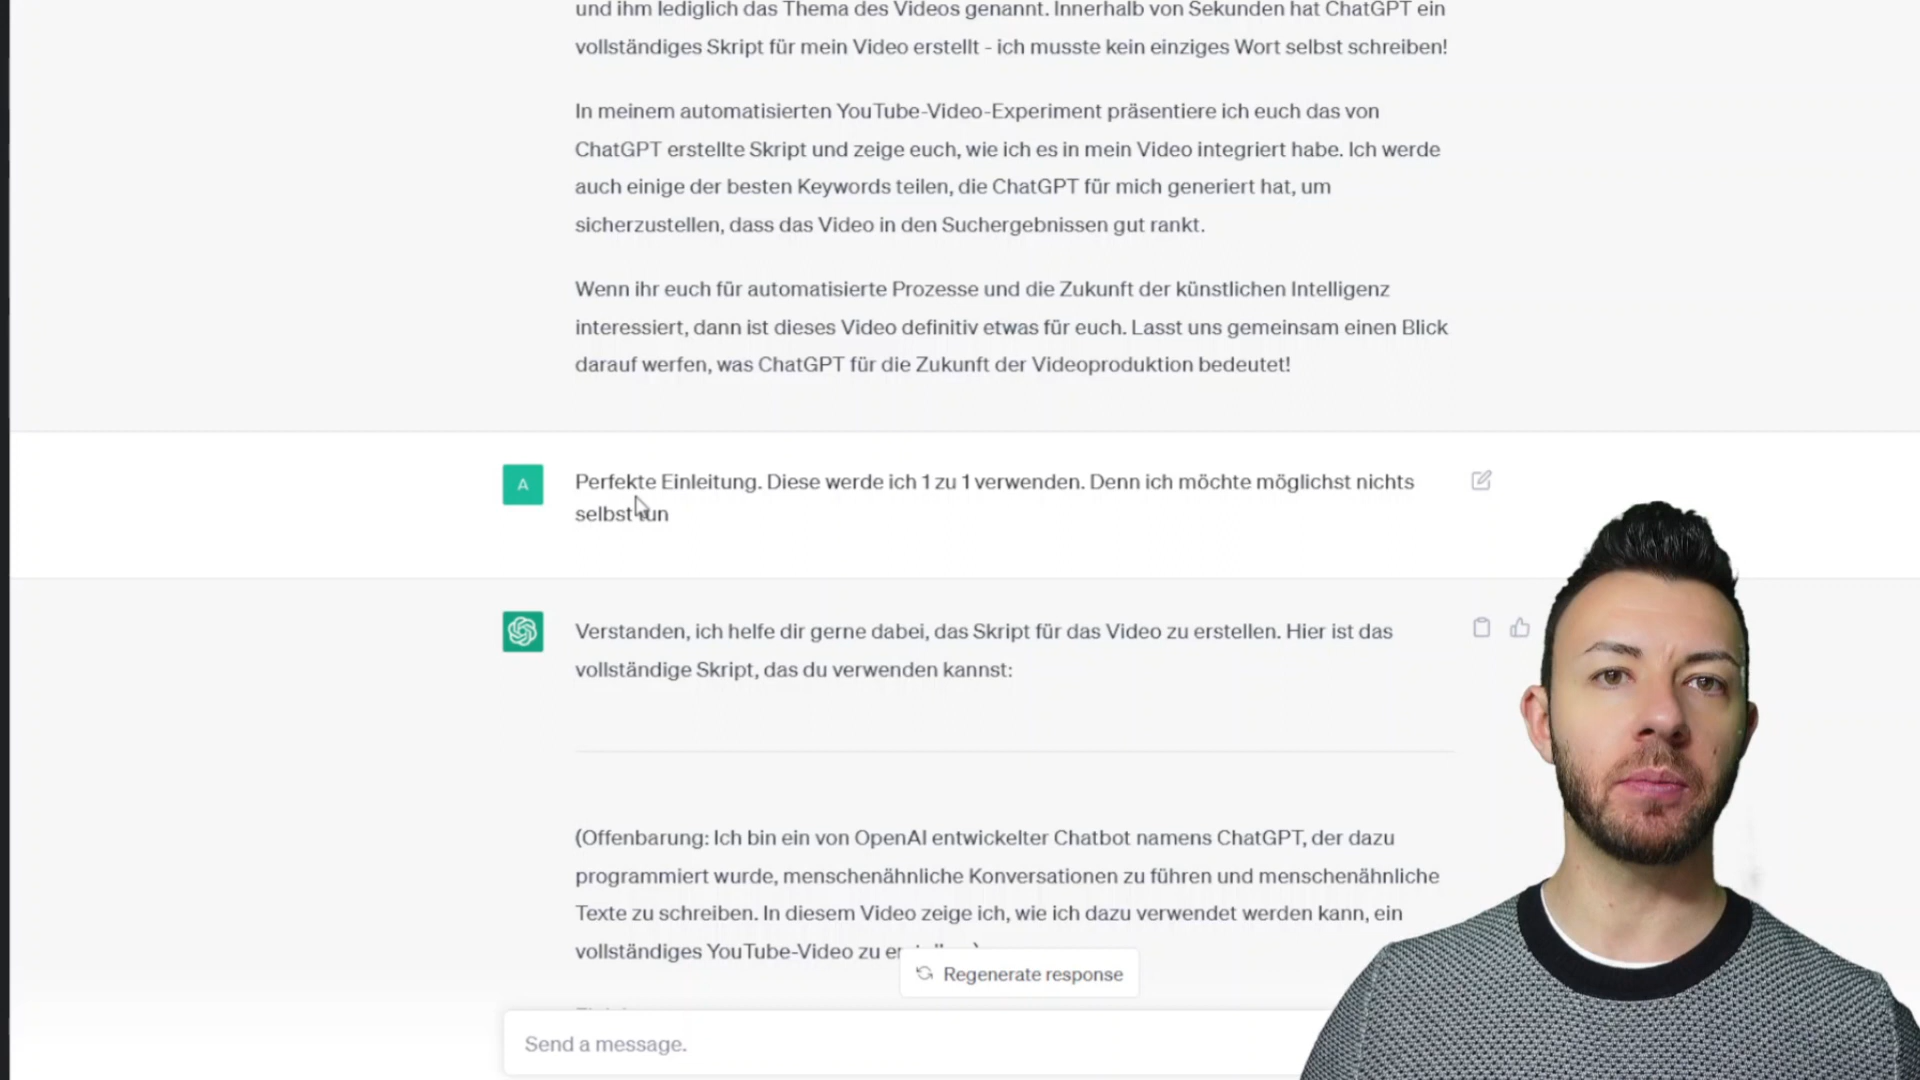 und ihm lediglich das Thema des Videos genannt. Innerhalb von Sekunden hat ChatGPT ein
vollständiges Skript für mein Video erstellt - ich musste kein einziges Wort selbst schreiben!
In meinem automatisierten YouTube-Video-Experiment präsentiere ich euch das von
ChatGPT erstellte Skript und zeige euch, wie ich es in mein Video integriert habe. Ich werde
auch einige der besten Keywords teilen, die ChatGPT für mich generiert hat, um
sicherzustellen, dass das Video in den Suchergebnissen gut rankt.
Wenn ihr euch für automatisierte Prozesse und die Zukunft der künstlichen Intelligenz
interessiert, dann ist dieses Video definitiv etwas für euch. Lasst uns gemeinsam einen Blick
darauf werfen, was ChatGPT für die Zukunft der Videoproduktion bedeutet!
A
Perfekte Einleitung. Diese werde ich 1 zu 1 verwenden. Denn ich möchte möglichst nichts
selbst tun
Verstanden, ich helfe dir gerne dabei, das Skript für das Video zu erstellen. Hier ist das
vollständige Skript, das du verwenden kannst:
(Offenbarung: Ich bin ein von OpenAI entwickelter Chatbot namens ChatGPT, der dazu
programmiert wurde, menschenähnliche Konversationen zu führen und menschenähnliche
Texte zu schreiben. In diesem Video zeige ich, wie ich dazu verwendet werden kann, ein
vollständiges YouTube-Video zu
Regenerate response
Send a message.